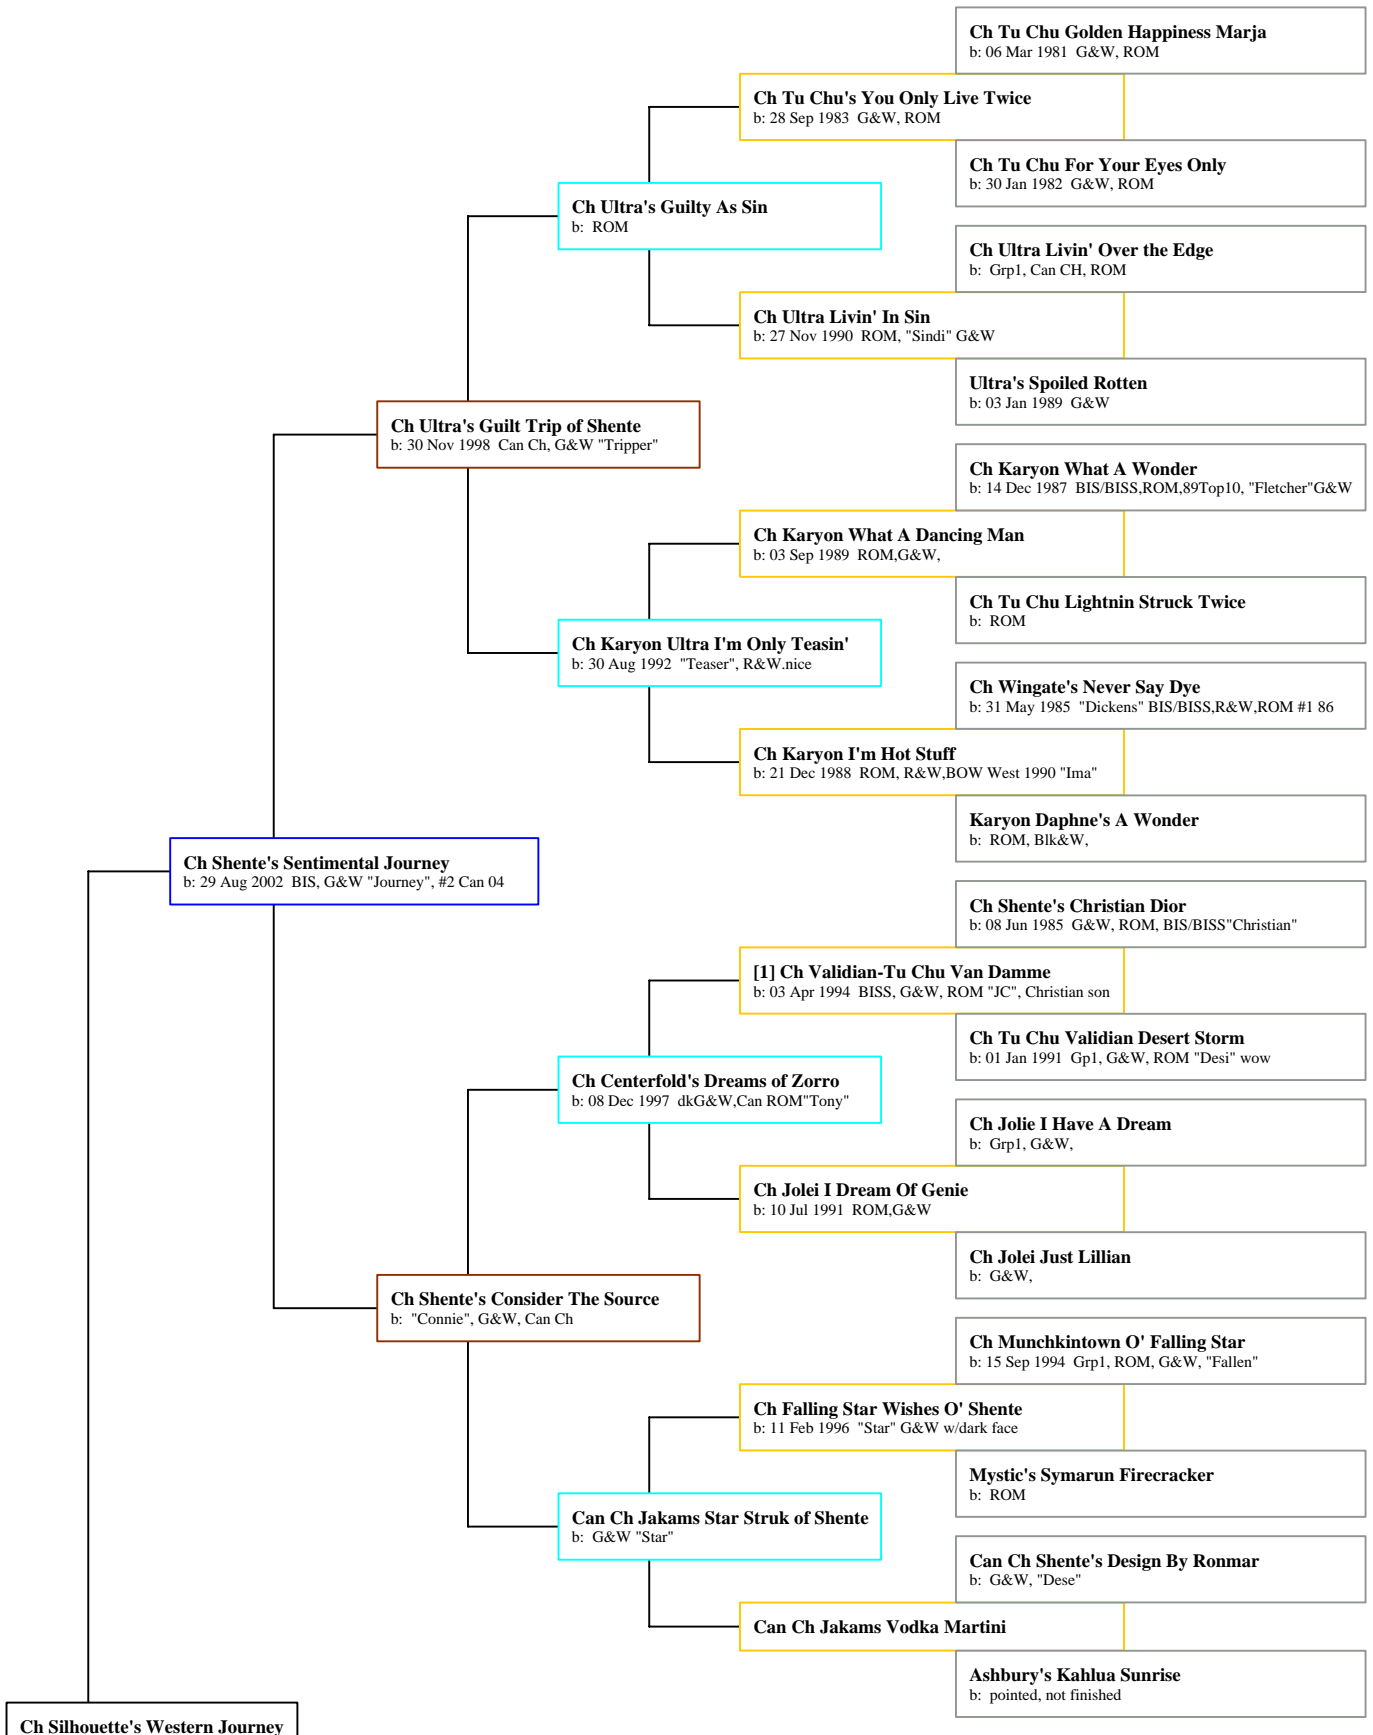 Ch Tu Chu Golden Happiness Marja
b: 06 Mar 1981 G&W, ROM
Ch Tu Chu's You Only Live Twice
b: 28 Sep 1983 G&W, ROM
Ch Tu Chu For Your Eyes Only
b: 30 Jan 1982 G&W, ROM
Ch Ultra's Guilty As Sin
b: ROM
Ch Ultra Livin' Over the Edge
b: Grp1, Can CH, ROM
Ch Ultra Livin' In Sin
b: 27 Nov 1990 ROM, "Sindi" G&W
Ultra's Spoiled Rotten
b: 03 Jan 1989 G&W
Ch Ultra's Guilt Trip of Shente
b: 30 Nov 1998 Can Ch, G&W "Tripper"
Ch Karyon What A Wonder
b: 14 Dec 1987 BIS/BISS,ROM,89Top10, "Fletcher"G&W
Ch Karyon What A Dancing Man
b: 03 Sep 1989 ROM,G&W,
Ch Tu Chu Lightnin Struck Twice
b: ROM
Ch Karyon Ultra I'm Only Teasin'
b: 30 Aug 1992 "Teaser", R&W.nice
Ch Wingate's Never Say Dye
b: 31 May 1985 "Dickens" BIS/BISS,R&W,ROM #1 86
Ch Karyon I'm Hot Stuff
b: 21 Dec 1988 ROM, R&W,BOW West 1990 "Ima"
Karyon Daphne's A Wonder
b: ROM, Blk&W,
Ch Shente's Sentimental Journey
b: 29 Aug 2002 BIS, G&W "Journey", #2 Can 04
Ch Shente's Christian Dior
b: 08 Jun 1985 G&W, ROM, BIS/BISS"Christian"
[1] Ch Validian-Tu Chu Van Damme
b: 03 Apr 1994 BISS, G&W, ROM "JC", Christian son
Ch Tu Chu Validian Desert Storm
b: 01 Jan 1991 Gp1, G&W, ROM "Desi" wow
Ch Centerfold's Dreams of Zorro
b: 08 Dec 1997 dkG&W,Can ROM"Tony"
Ch Jolie I Have A Dream
b: Grp1, G&W,
Ch Jolei I Dream Of Genie
b: 10 Jul 1991 ROM,G&W
Ch Jolei Just Lillian
b: G&W,
Ch Shente's Consider The Source
b: "Connie", G&W, Can Ch
Ch Munchkintown O' Falling Star
b: 15 Sep 1994 Grp1, ROM, G&W, "Fallen"
Ch Falling Star Wishes O' Shente
b: 11 Feb 1996 "Star" G&W w/dark face
Mystic's Symarun Firecracker
b: ROM
Can Ch Jakams Star Struk of Shente
b: G&W "Star"
Can Ch Shente's Design By Ronmar
b: G&W, "Dese"
Can Ch Jakams Vodka Martini
Ashbury's Kahlua Sunrise
b: pointed, not finished
Ch Silhouette's Western Journey